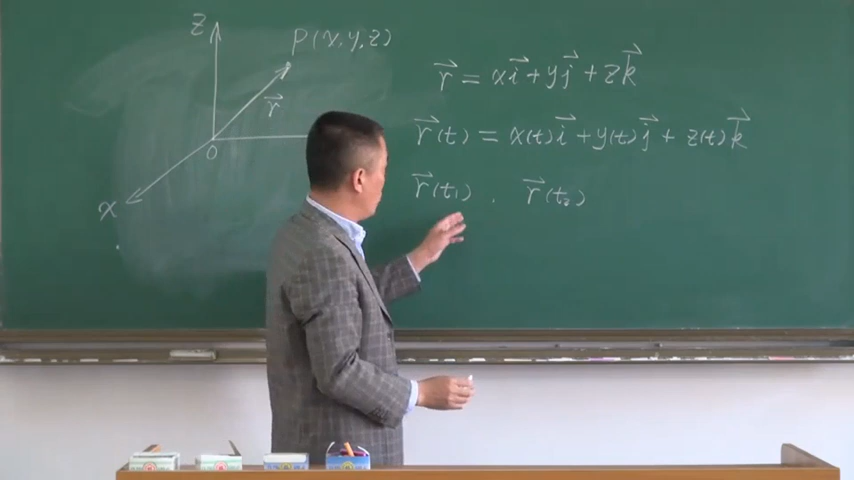 z
P(x,y,z)
r⃗
O
x
r⃗ = xi⃗ + yj⃗ + zk⃗
r⃗(t) = x(t)i⃗ + y(t)j⃗ + z(t)k⃗
r⃗(t₁) . r⃗(t₂)